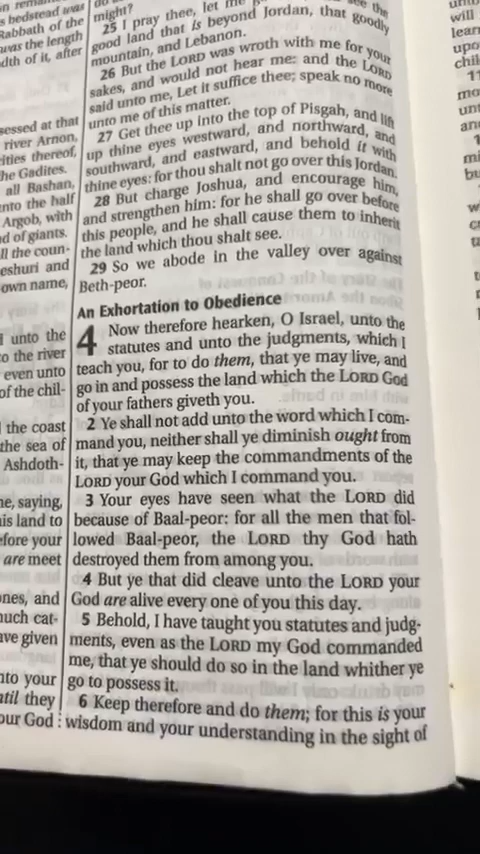 n remain
s bedstead was
Rabbath of the
was the length
dth of it, after
sessed at that
river Arnon,
ities thereof,
he Gadites.
all Bashan,
nto the half
Argob, with
d of giants.
ll the coun-
eshuri and
own name,
unto the
o the river
even unto
of the chil-
the coast
the sea of
Ashdoth-
ne, saying,
is land to
efore your
are meet
ones, and
much cat-
ave given
nto your
til they
our God :
might?
25 I pray thee, let me see the
good land that is beyond Jordan, that goodly
mountain, and Lebanon.
26 But the LORD was wroth with me for your
sakes, and would not hear me: and the LORD
said unto me, Let it suffice thee; speak no more
unto me of this matter.
27 Get thee up into the top of Pisgah, and lift
up thine eyes westward, and northward, and
southward, and eastward, and behold it with
thine eyes: for thou shalt not go over this Jordan.
28 But charge Joshua, and encourage him,
and strengthen him: for he shall go over before
this people, and he shall cause them to inherit
the land which thou shalt see.
29 So we abode in the valley over against
Beth-peor.
An Exhortation to Obedience
4 Now therefore hearken, O Israel, unto the
statutes and unto the judgments, which I
teach you, for to do them, that ye may live, and
go in and possess the land which the LORD God
of your fathers giveth you.
2 Ye shall not add unto the word which I com-
mand you, neither shall ye diminish ought from
it, that ye may keep the commandments of the
LORD your God which I command you.
3 Your eyes have seen what the LORD did
because of Baal-peor: for all the men that fol-
lowed Baal-peor, the LORD thy God hath
destroyed them from among you.
4 But ye that did cleave unto the LORD your
God are alive every one of you this day.
5 Behold, I have taught you statutes and judg-
ments, even as the LORD my God commanded
me, that ye should do so in the land whither ye
go to possess it.
6 Keep therefore and do them; for this is your
wisdom and your understanding in the sight of
will
lear
upo
chil
11
mo
unt
an